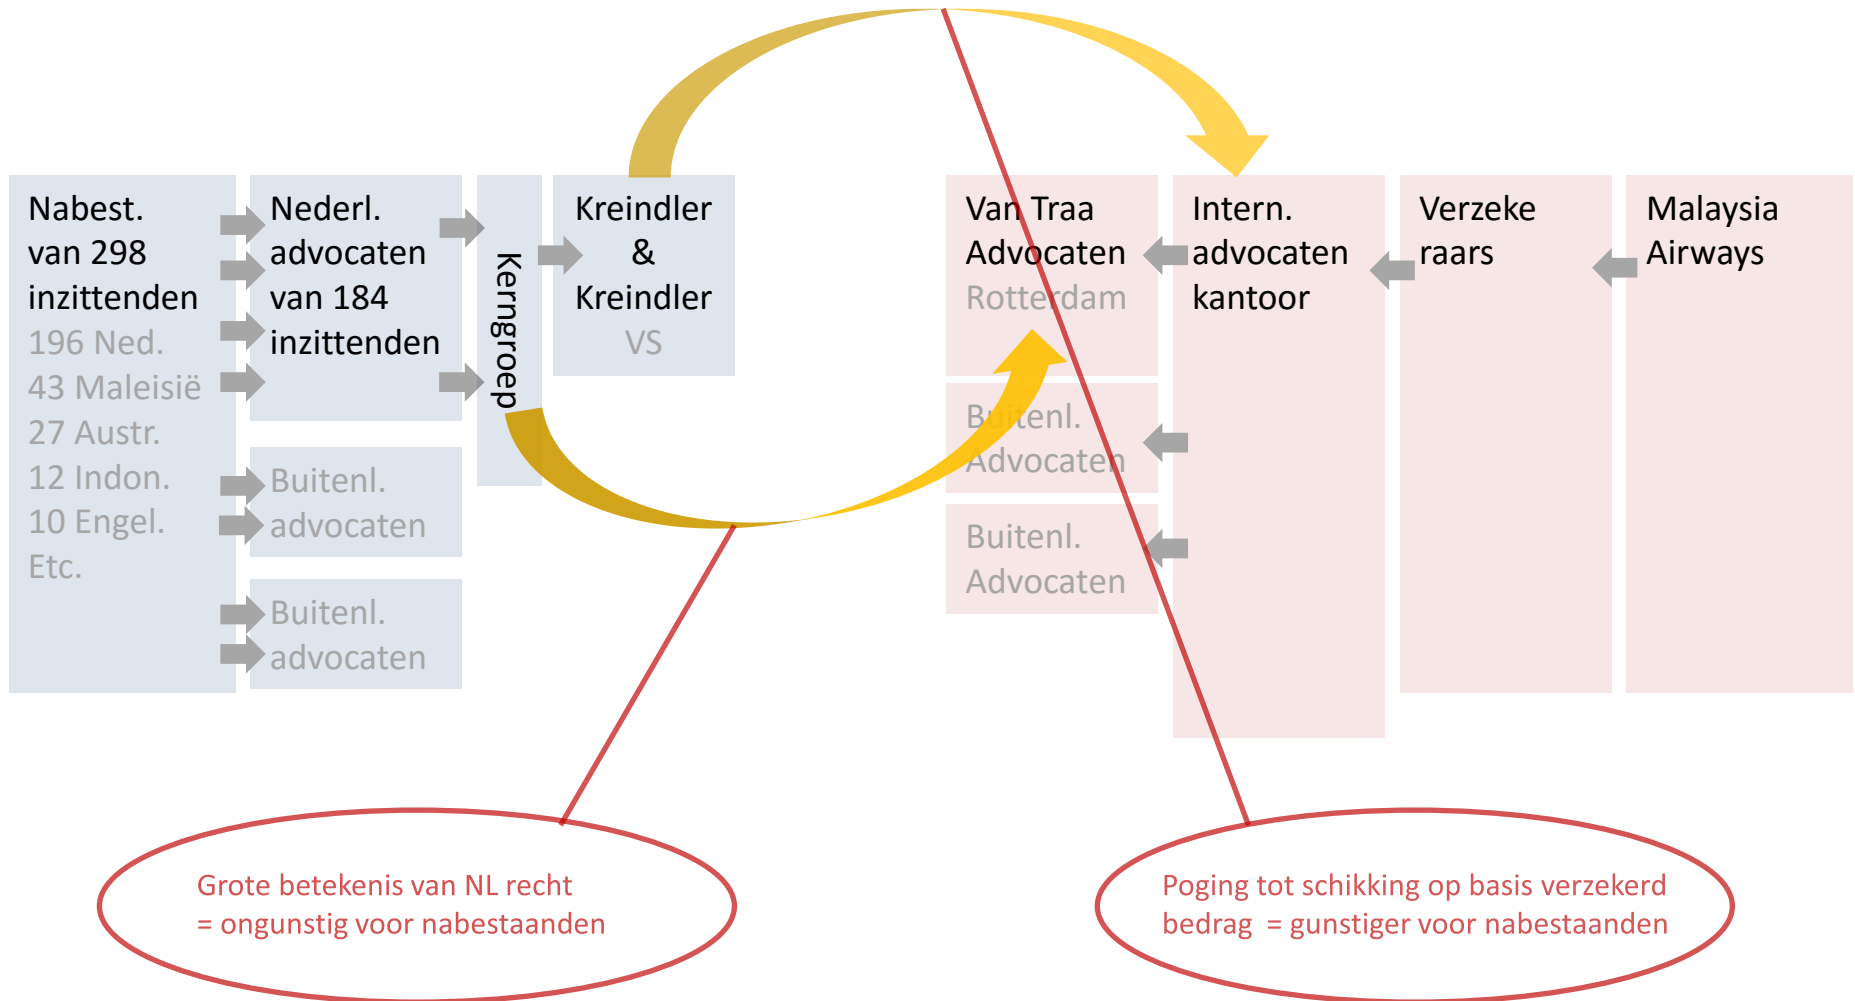 Nabest.
van 298
inzittenden
196 Ned.
43 Maleisië
27 Austr.
12 Indon.
10 Engel.
Etc.
Nederl.
advocaten
van 184
inzittenden
Buitenl.
advocaten
Buitenl.
advocaten
Kerngroep
Kreindler
&
Kreindler
VS
Van Traa
Advocaten
Rotterdam
Buitenl.
Advocaten
Buitenl.
Advocaten
Intern.
advocaten
kantoor
Verzeke
raars
Malaysia
Airways
Grote betekenis van NL recht
= ongunstig voor nabestaanden
Poging tot schikking op basis verzekerd
bedrag = gunstiger voor nabestaanden